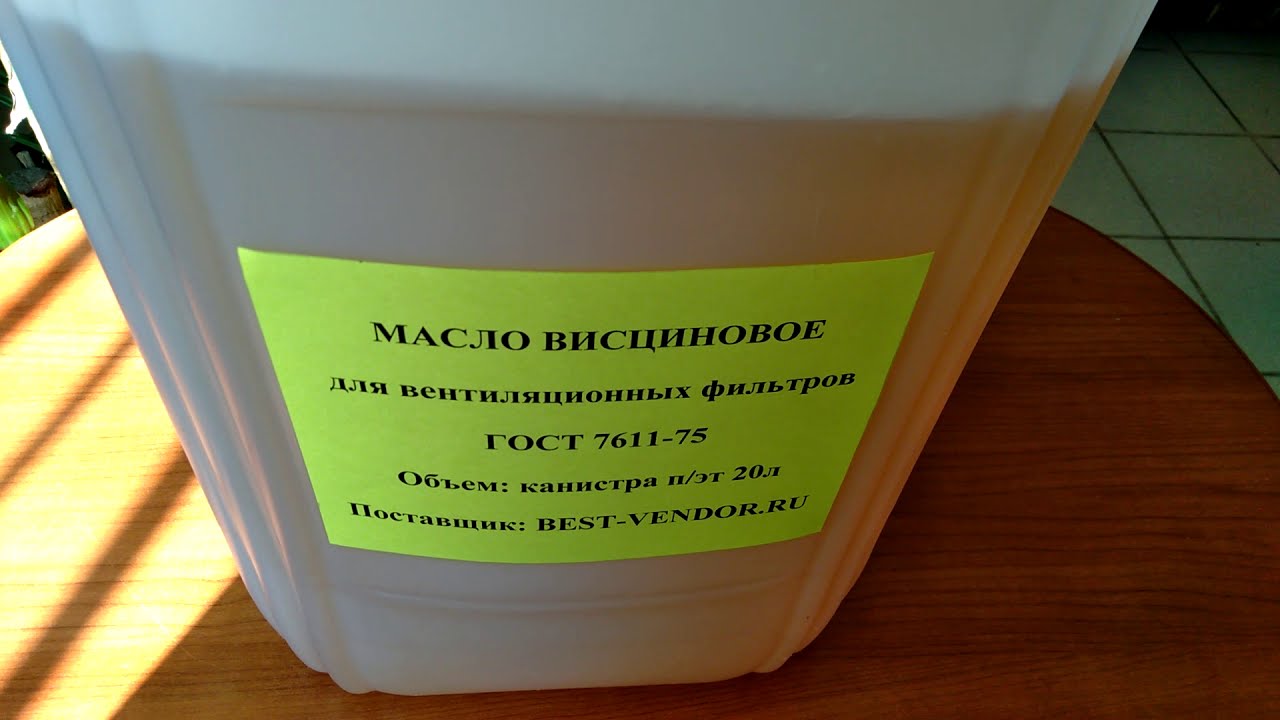 МАСЛО ВИСЦИНОВОЕ
для вентиляционных фильтров
ГОСТ 7611-75
Объем: канистра п/эт 20л
Поставщик: BEST-VENDOR.RU